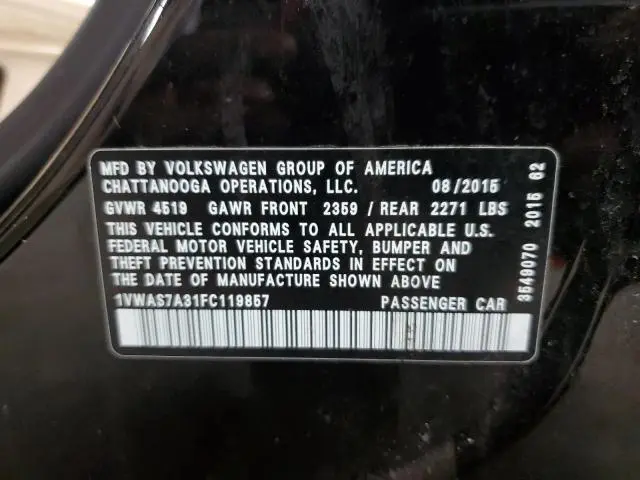 MFD BY VOLKSWAGEN GROUP OF AMERICA
CHATTANOOGA OPERATIONS, LLC. 08/2015
GVWR 4519 GAWR FRONT 2359 / REAR 2271 LBS
THIS VEHICLE CONFORMS TO ALL APPLICABLE U.S.
FEDERAL MOTOR VEHICLE SAFETY, BUMPER AND
THEFT PREVENTION STANDARDS IN EFFECT ON
THE DATE OF MANUFACTURE SHOWN ABOVE
1VWAS7A31FC119857 PASSENGER CAR
3549070 2015 82